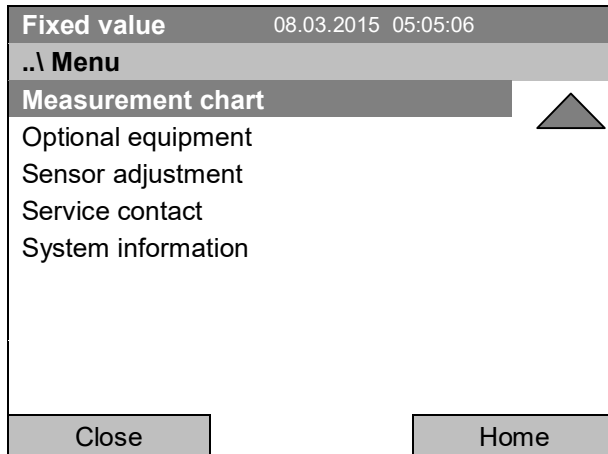 Fixed value 08.03.2015 05:05:06
..\ Menu
Measurement chart
Optional equipment
Sensor adjustment
Service contact
System information
Close Home